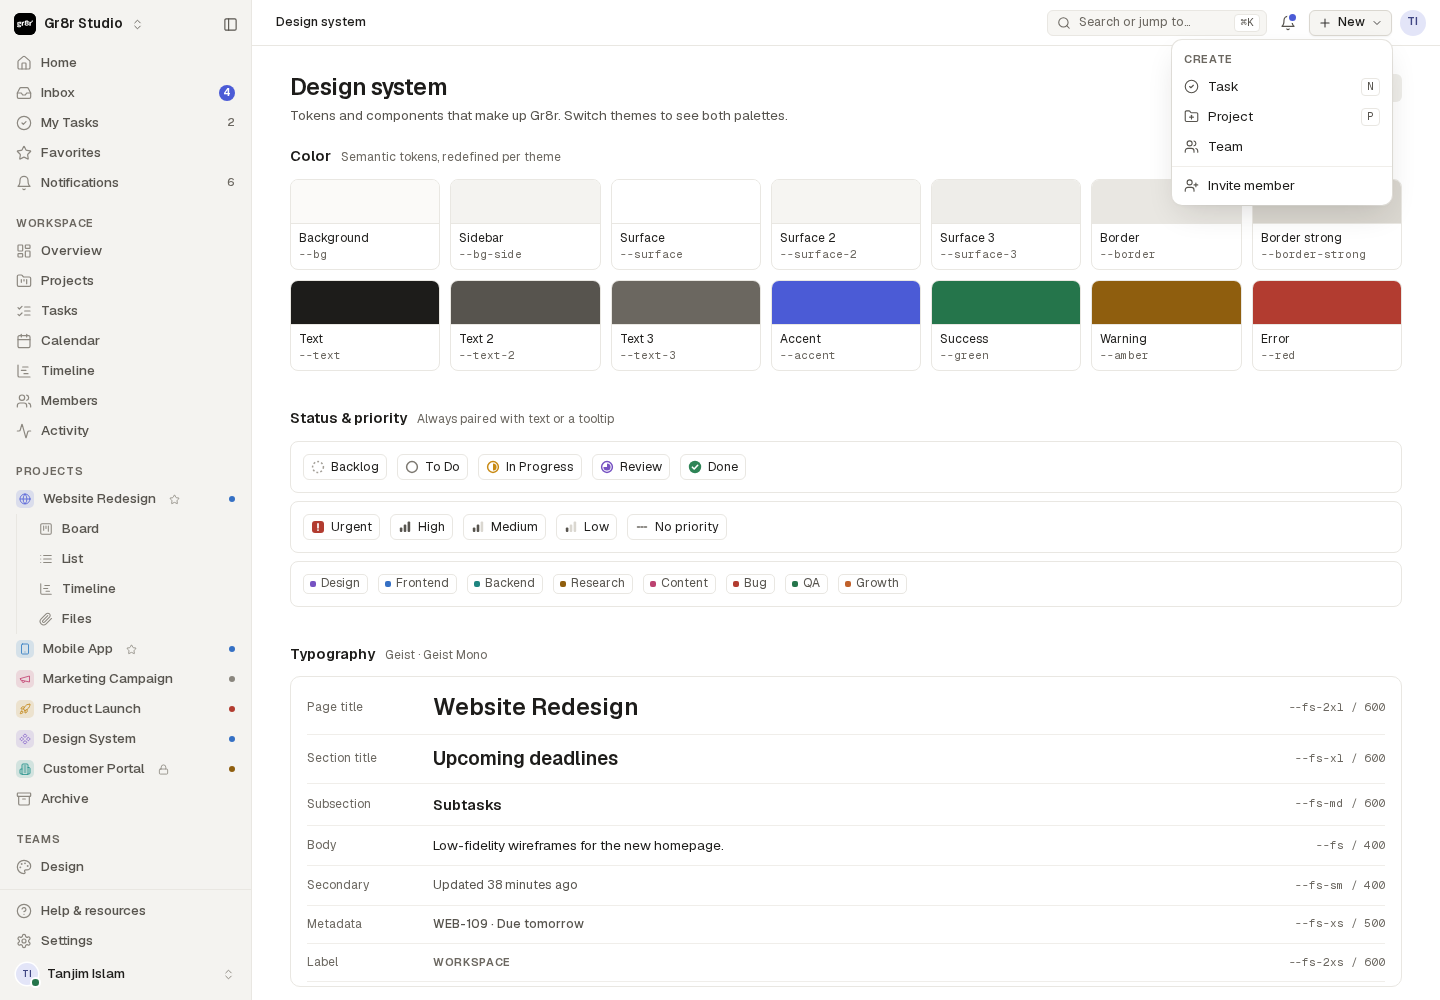 gr8r Gr8r Studio
Home
Inbox 4
My Tasks 2
Favorites
Notifications 6
WORKSPACE
Overview
Projects
Tasks
Calendar
Timeline
Members
Activity
PROJECTS
Website Redesign
Board
List
Timeline
Files
Mobile App
Marketing Campaign
Product Launch
Design System
Customer Portal
Archive
TEAMS
Design
Help & resources
Settings
TI Tanjim Islam
Design system
Search or jump to... ⌘K
New
TI
CREATE
Task N
Project P
Team
Invite member
Design system
Tokens and components that make up Gr8r. Switch themes to see both palettes.
Color Semantic tokens, redefined per theme
Background Sidebar Surface Surface 2 Surface 3 Border Border strong
--bg --bg-side --surface --surface-2 --surface-3 --border --border-strong
Text Text 2 Text 3 Accent Success Warning Error
--text --text-2 --text-3 --accent --green --amber --red
Status & priority Always paired with text or a tooltip
Backlog To Do In Progress Review Done
Urgent High Medium Low No priority
Design Frontend Backend Research Content Bug QA Growth
Typography Geist · Geist Mono
Page title Website Redesign --fs-2xl / 600
Section title Upcoming deadlines --fs-xl / 600
Subsection Subtasks --fs-md / 600
Body Low-fidelity wireframes for the new homepage. --fs / 400
Secondary Updated 38 minutes ago --fs-sm / 400
Metadata WEB-109 · Due tomorrow --fs-xs / 500
Label WORKSPACE --fs-2xs / 600